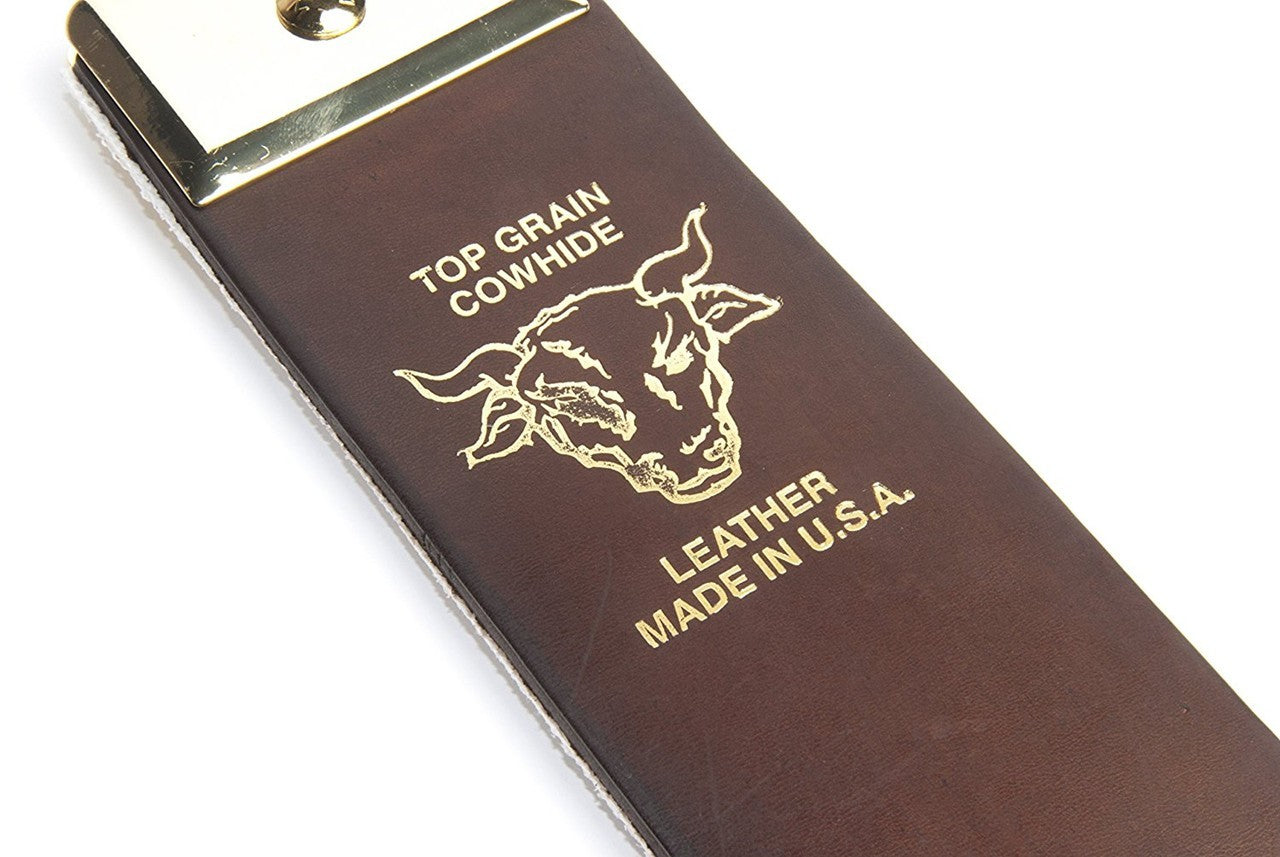 TOP GRAIN
COWHIDE
LEATHER
MADE IN U.S.A.